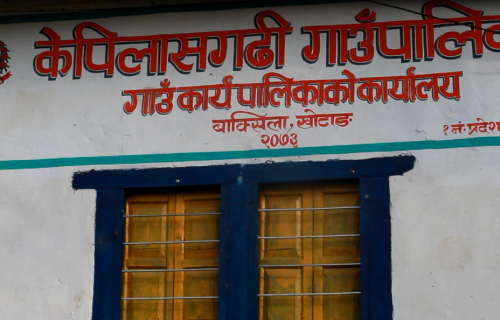 केपिलासगढी गाउँपालि
गाउँ कार्यपालिकाको कार्यालय
बाक्सिला, खोटाङ
२०७३
१ नं. प्रदेश